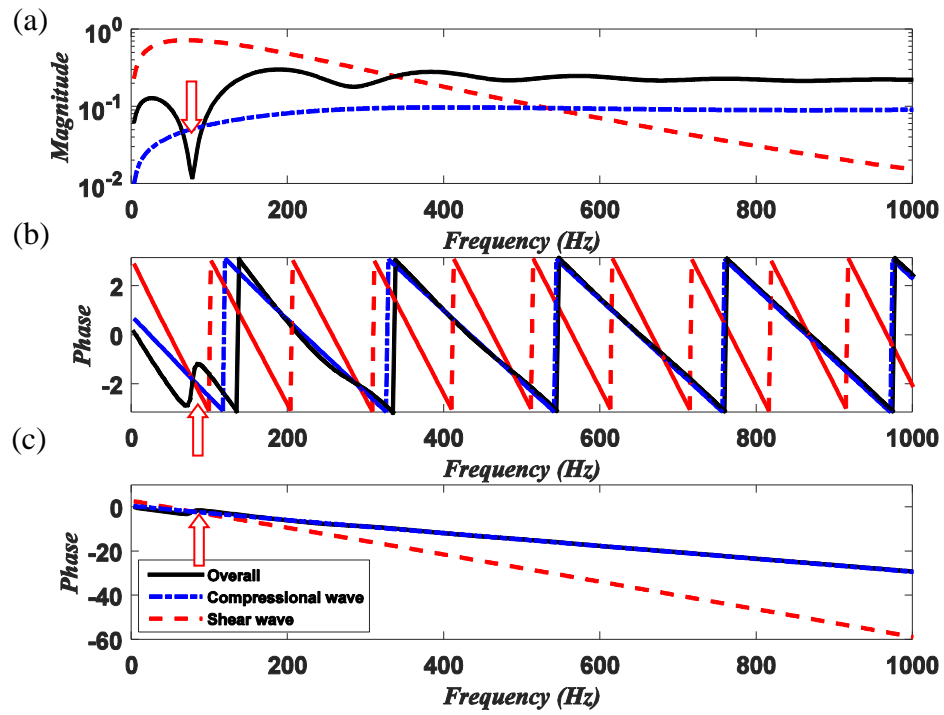 (a)
Magnitude
10^0
10^-1
10^-2
0 200 400 600 800 1000
Frequency (Hz)
(b)
Phase
2
0
-2
0 200 400 600 800 1000
Frequency (Hz)
(c)
Phase
0
-20
-40
-60
Overall
Compressional wave
Shear wave
0 200 400 600 800 1000
Frequency (Hz)